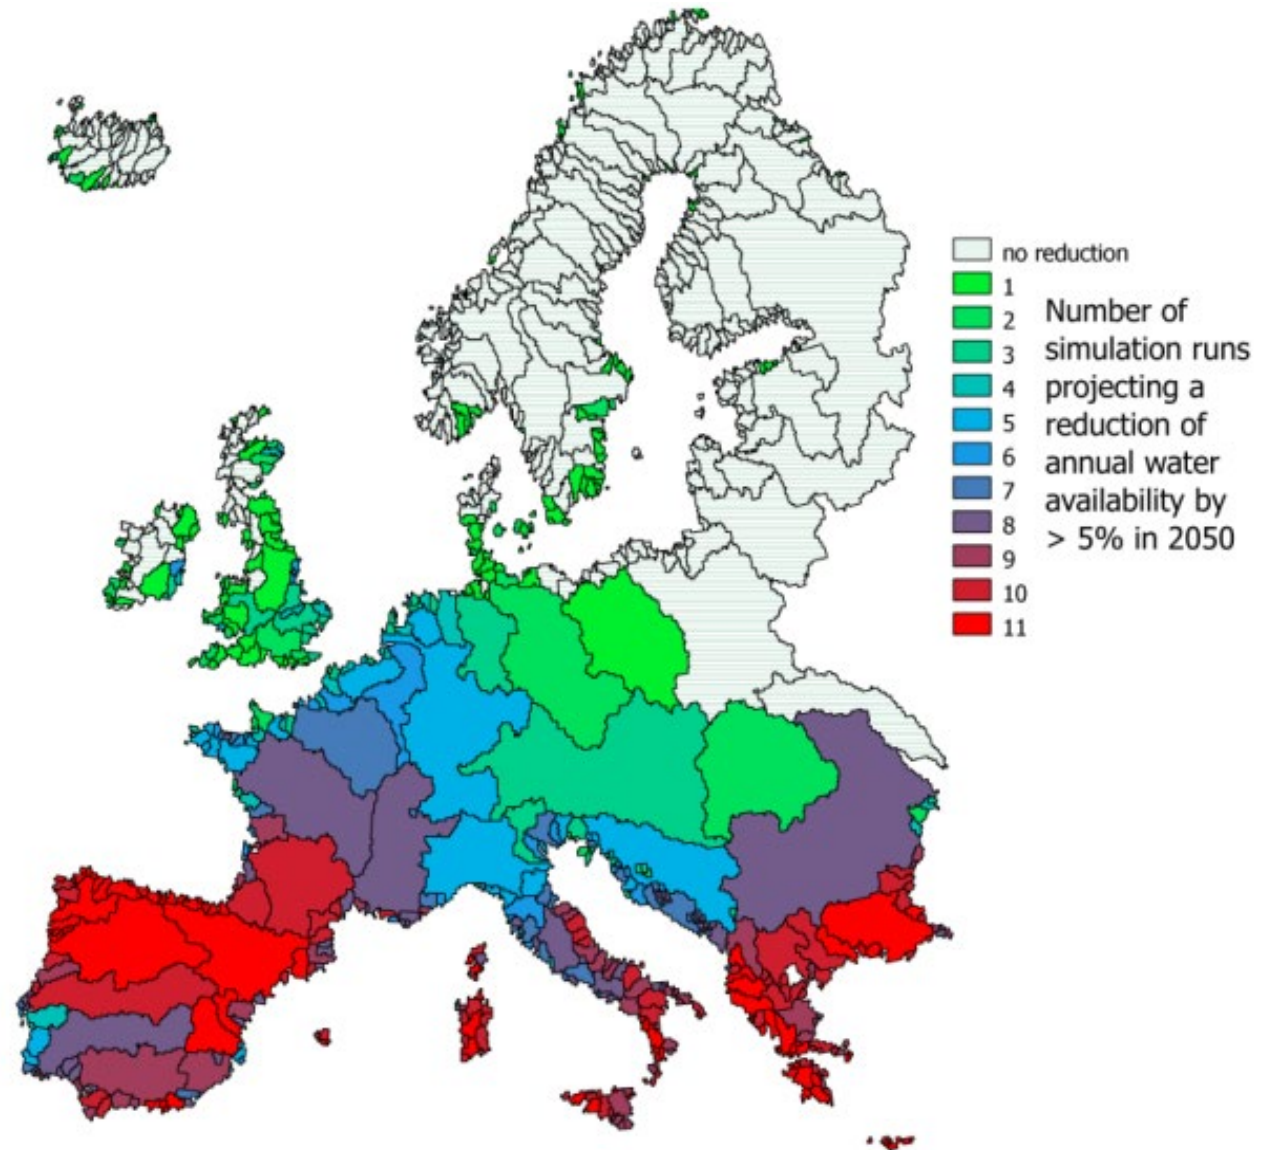 no reduction
1
2
3
4
5
6
7
8
9
10
11
Number of
simulation runs
projecting a
reduction of
annual water
availability by
> 5% in 2050